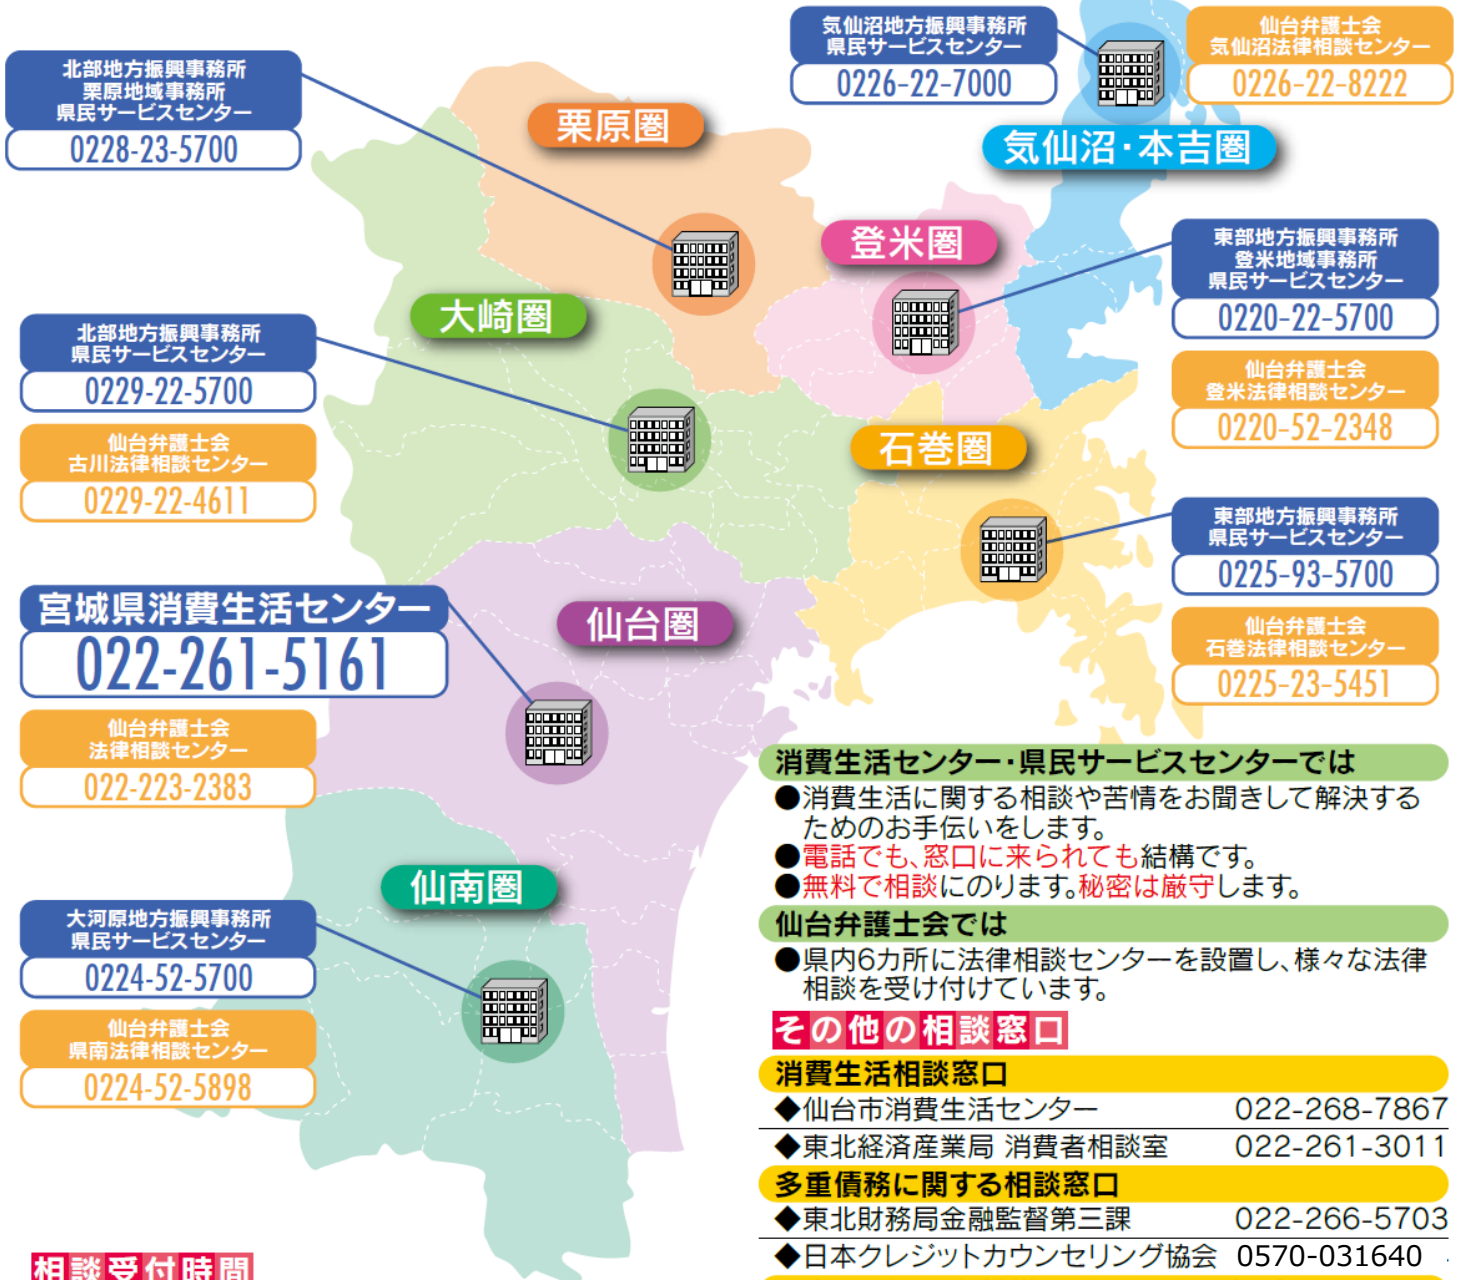 気仙沼地方振興事務所
県民サービスセンター
0226-22-7000
仙台弁護士会
気仙沼法律相談センター
0226-22-8222
北部地方振興事務所
栗原地域事務所
県民サービスセンター
0228-23-5700
栗原圏
気仙沼・本吉圏
登米圏
東部地方振興事務所
登米地域事務所
県民サービスセンター
0220-22-5700
大崎圏
北部地方振興事務所
県民サービスセンター
0229-22-5700
仙台弁護士会
登米法律相談センター
0220-52-2348
仙台弁護士会
古川法律相談センター
0229-22-4611
石巻圏
東部地方振興事務所
県民サービスセンター
0225-93-5700
宮城県消費生活センター
022-261-5161
仙台圏
仙台弁護士会
石巻法律相談センター
0225-23-5451
仙台弁護士会
法律相談センター
022-223-2383
仙南圏
大河原地方振興事務所
県民サービスセンター
0224-52-5700
仙台弁護士会
県南法律相談センター
0224-52-5898
消費生活センター・県民サービスセンターでは
●消費生活に関する相談や苦情をお聞きして解決する
ためのお手伝いをします。
●電話でも、窓口に来られても結構です。
●無料で相談にのります。秘密は厳守します。
仙台弁護士会では
●県内6カ所に法律相談センターを設置し、様々な法律
相談を受け付けています。
その他の相談窓口
消費生活相談窓口
◆仙台市消費生活センター 022-268-7867
◆東北経済産業局 消費者相談室 022-261-3011
多重債務に関する相談窓口
◆東北財務局金融監督第三課 022-266-5703
◆日本クレジットカウンセリング協会 0570-031640
相談受付時間